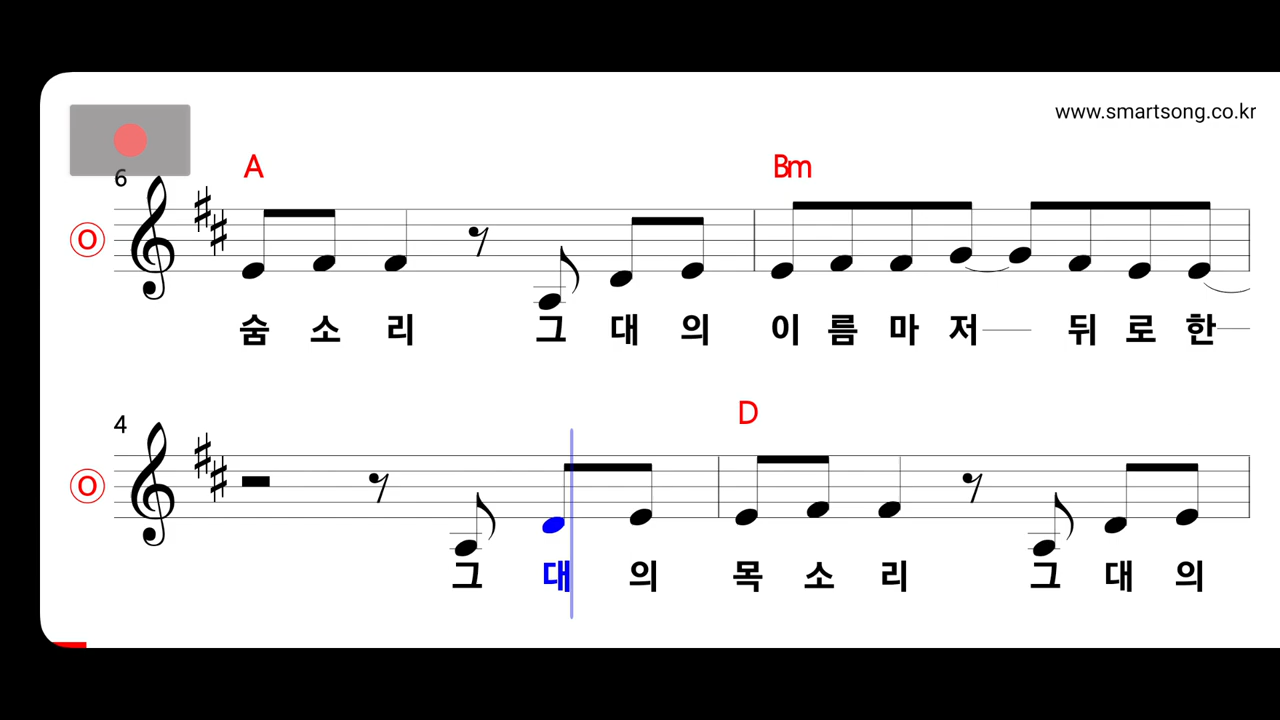 www.smartsong.co.kr
6
A Bm
O
숨 소 리 그 대 의 이 름 마 저 뒤 로 한
4
D
O
그 대 의 목 소 리 그 대 의